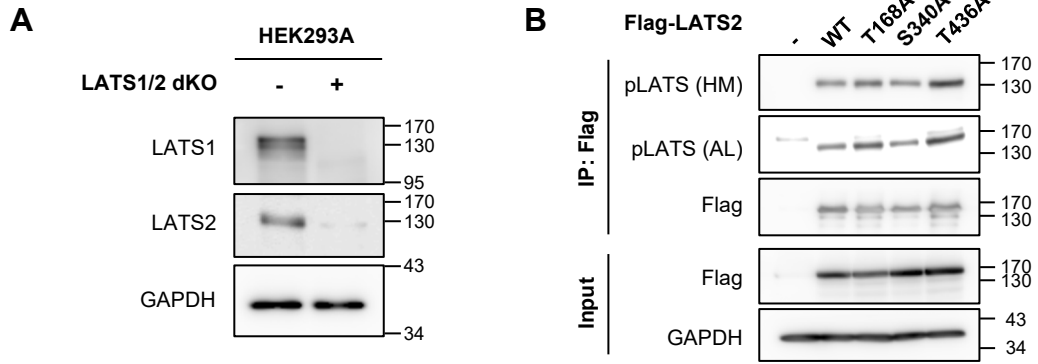 A
HEK293A
LATS1/2 dKO - +
LATS1 170 130 95
LATS2 170 130
GAPDH 43 34
B
Flag-LATS2 - WT T168A S340A T436A
IP: Flag
pLATS (HM) 170 130
pLATS (AL) 170 130
Flag 170 130
Input
Flag 170 130
GAPDH 43 34